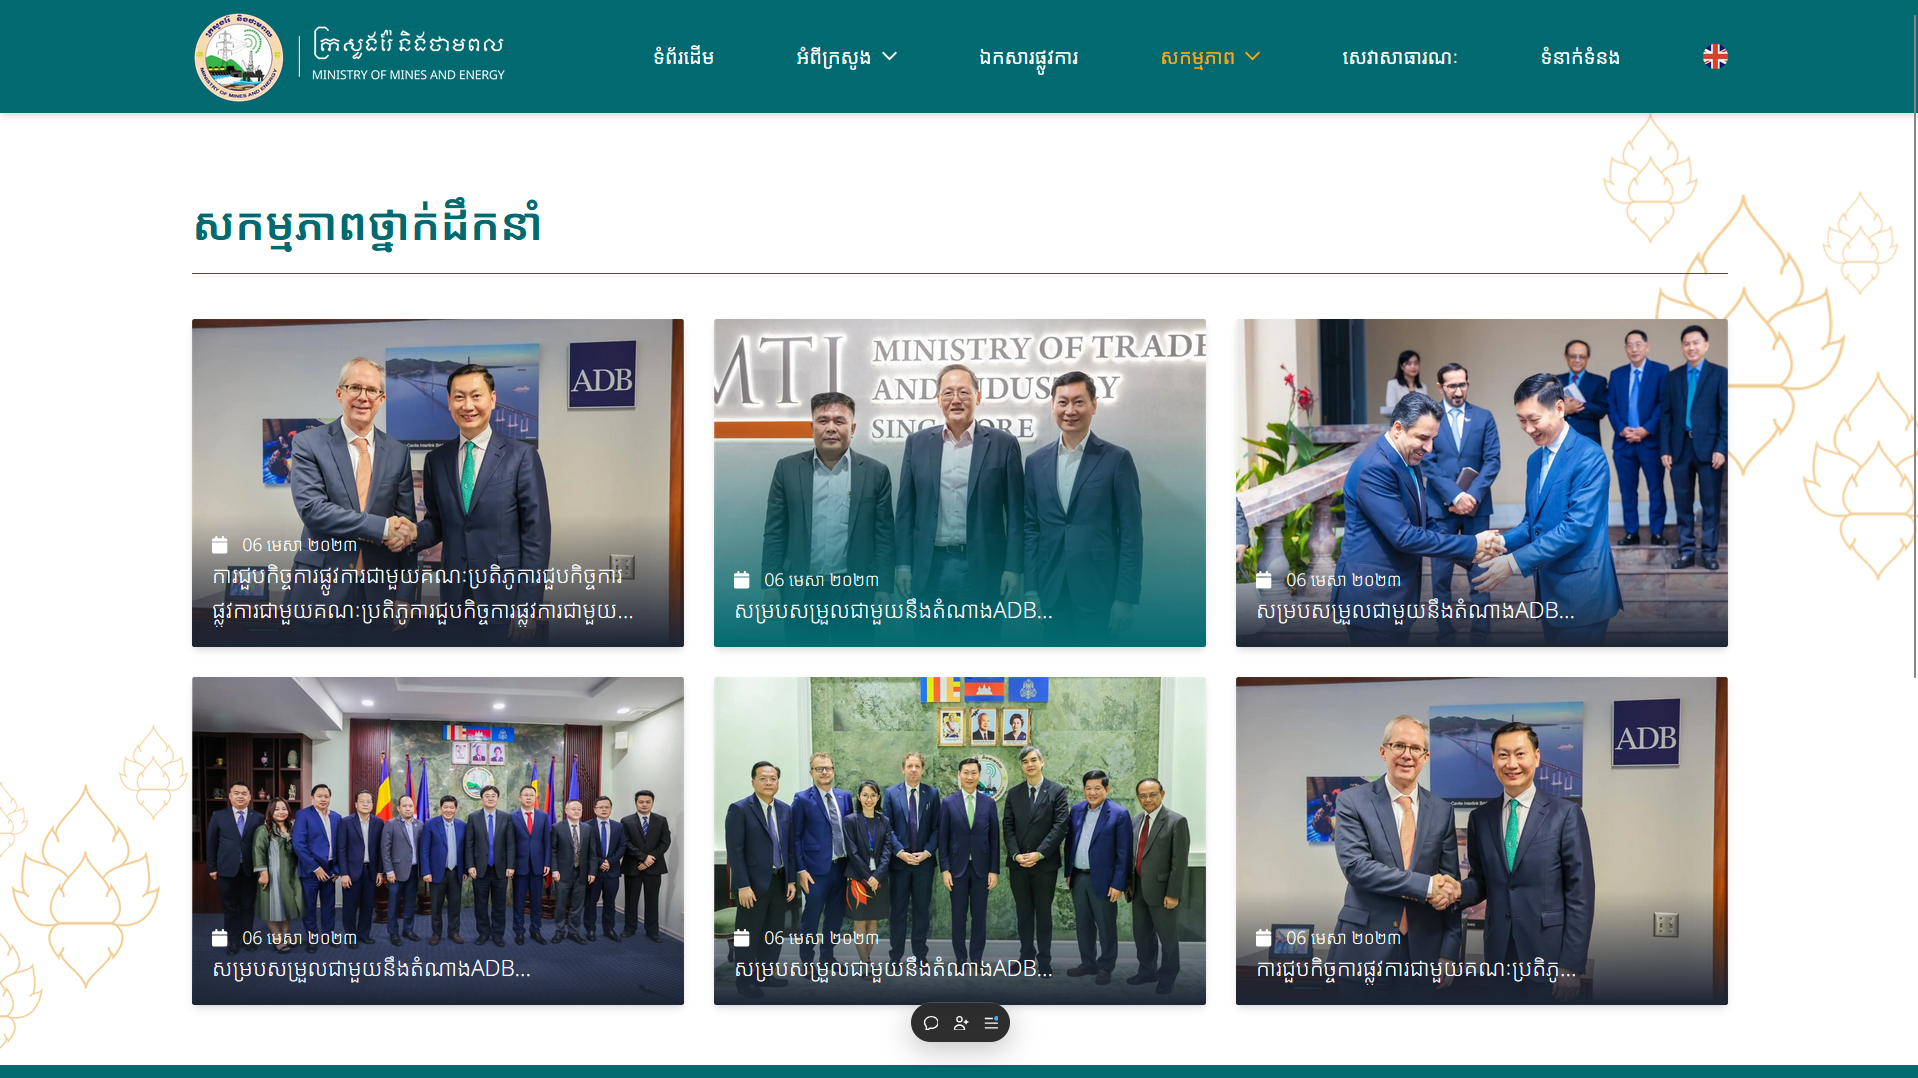 ក្រសួងរ៉ែ និងថាមពល
MINISTRY OF MINES AND ENERGY
ទំព័រដើម
អំពីក្រសួង
ឯកសារផ្លូវការ
សកម្មភាព
សេវាសាធារណៈ
ទំនាក់ទំនង
សកម្មភាពថ្នាក់ដឹកនាំ
ADB
06 មេសា ២០២៣
ការជួបកិច្ចការផ្លូវការជាមួយគណៈប្រតិភូការជួបកិច្ចការ
ផ្លូវការជាមួយគណៈប្រតិភូការជួបកិច្ចការផ្លូវការជាមួយ...
MTI
MINISTRY OF TRADE
AND INDUSTRY
SINGAPORE
06 មេសា ២០២៣
សម្របសម្រួលជាមួយនឹងតំណាងADB...
06 មេសា ២០២៣
សម្របសម្រួលជាមួយនឹងតំណាងADB...
06 មេសា ២០២៣
សម្របសម្រួលជាមួយនឹងតំណាងADB...
06 មេសា ២០២៣
សម្របសម្រួលជាមួយនឹងតំណាងADB...
ADB
06 មេសា ២០២៣
ការជួបកិច្ចការផ្លូវការជាមួយគណៈប្រតិភូ...